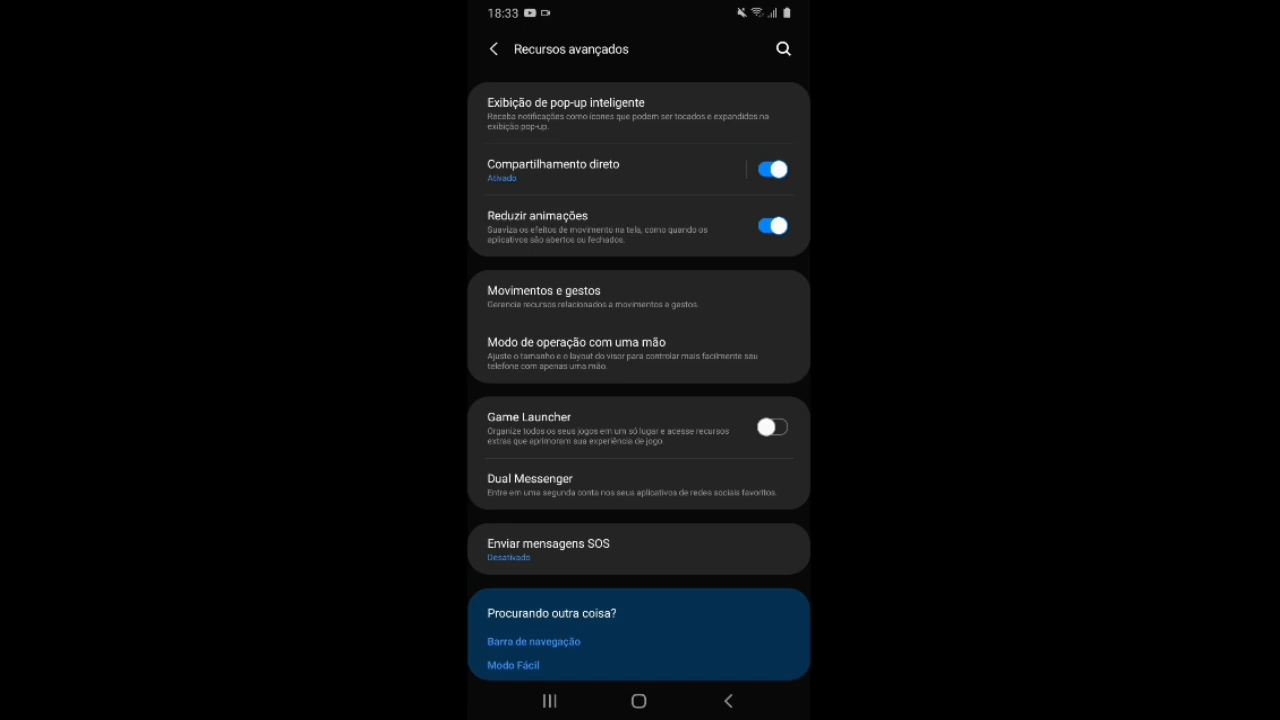 18:33
Recursos avançados
Exibição de pop-up inteligente
Receba notificações como ícones que podem ser tocados e expandidos na
exibição pop-up.
Compartilhamento direto
Ativado
Reduzir animações
Suaviza os efeitos de movimento na tela, como quando os
aplicativos são abertos ou fechados.
Movimentos e gestos
Gerencie recursos relacionados a movimentos e gestos.
Modo de operação com uma mão
Ajuste o tamanho e o layout do visor para controlar mais facilmente seu
telefone com apenas uma mão.
Game Launcher
Organize todos os seus jogos em um só lugar e acesse recursos
extras que aprimoram sua experiência de jogo.
Dual Messenger
Entre em uma segunda conta nos seus aplicativos de redes sociais favoritos.
Enviar mensagens SOS
Desativado
Procurando outra coisa?
Barra de navegação
Modo Fácil